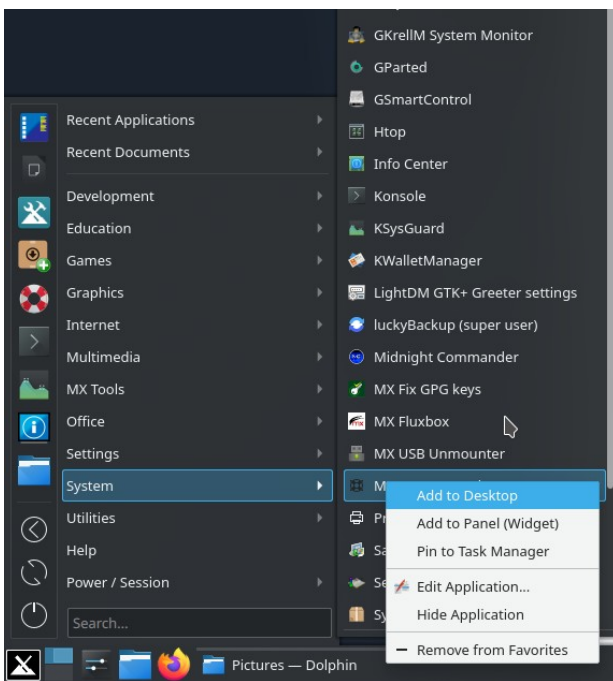 Recent Applications
Recent Documents
Development
Education
Games
Graphics
Internet
Multimedia
MX Tools
Office
Settings
System
Utilities
Help
Power / Session
Search...
GKrellM System Monitor
GParted
GSmartControl
Htop
Info Center
Konsole
KSysGuard
KWalletManager
LightDM GTK+ Greeter settings
luckyBackup (super user)
Midnight Commander
MX Fix GPG keys
MX Fluxbox
MX USB Unmounter
Add to Desktop
Add to Panel (Widget)
Pin to Task Manager
Edit Application...
Hide Application
Remove from Favorites
Pictures — Dolphin